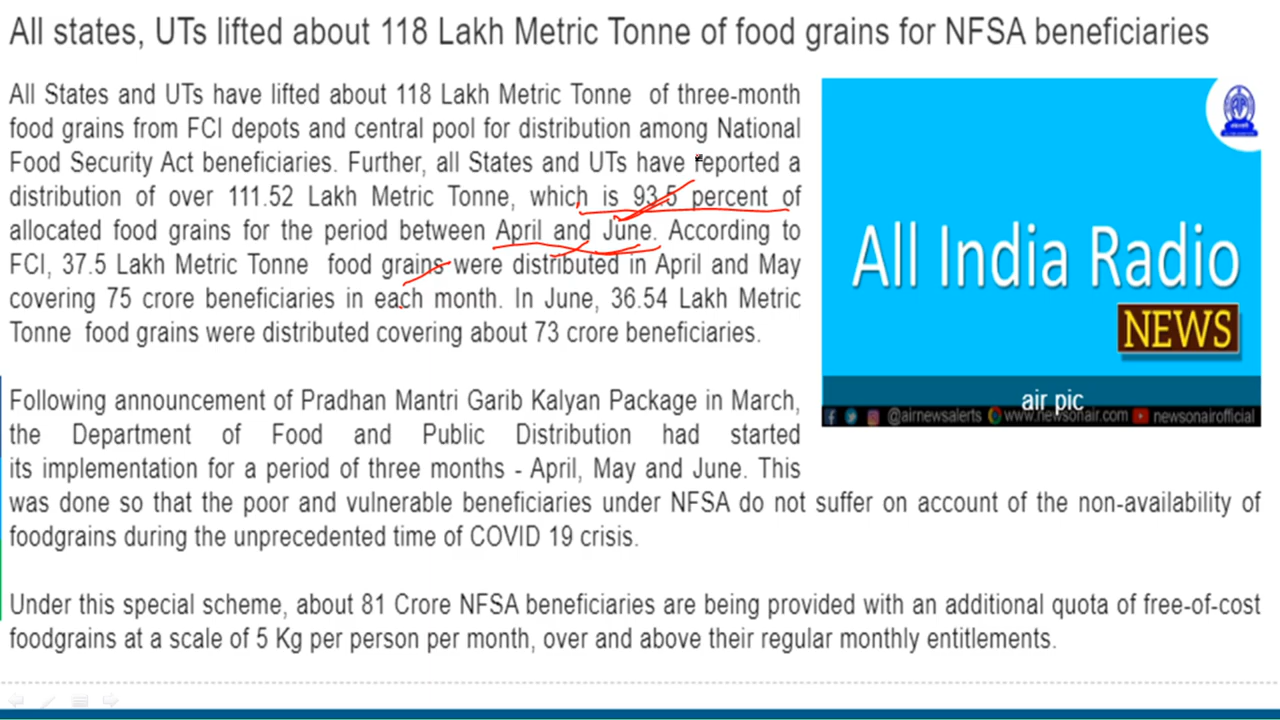 All states, UTs lifted about 118 Lakh Metric Tonne of food grains for NFSA beneficiaries
All States and UTs have lifted about 118 Lakh Metric Tonne of three-month
food grains from FCI depots and central pool for distribution among National
Food Security Act beneficiaries. Further, all States and UTs have reported a
distribution of over 111.52 Lakh Metric Tonne, which is 93.5 percent of
allocated food grains for the period between April and June. According to
FCI, 37.5 Lakh Metric Tonne food grains were distributed in April and May
covering 75 crore beneficiaries in each month. In June, 36.54 Lakh Metric
Tonne food grains were distributed covering about 73 crore beneficiaries.
All India Radio
NEWS
air pic
@airnewsalerts www.newsonair.com newsonairofficial
Following announcement of Pradhan Mantri Garib Kalyan Package in March,
the Department of Food and Public Distribution had started
its implementation for a period of three months - April, May and June. This
was done so that the poor and vulnerable beneficiaries under NFSA do not suffer on account of the non-availability of
foodgrains during the unprecedented time of COVID 19 crisis.
Under this special scheme, about 81 Crore NFSA beneficiaries are being provided with an additional quota of free-of-cost
foodgrains at a scale of 5 Kg per person per month, over and above their regular monthly entitlements.